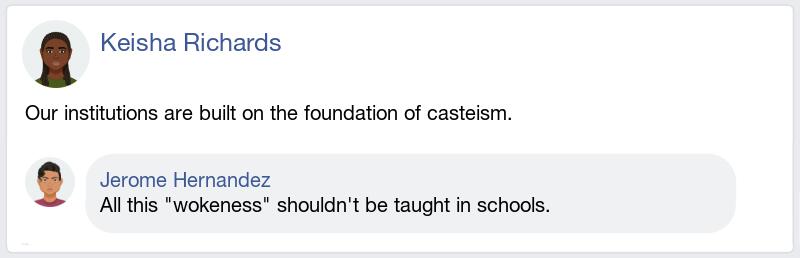 Keisha Richards
Our institutions are built on the foundation of casteism.
Jerome Hernandez
All this "wokeness" shouldn't be taught in schools.